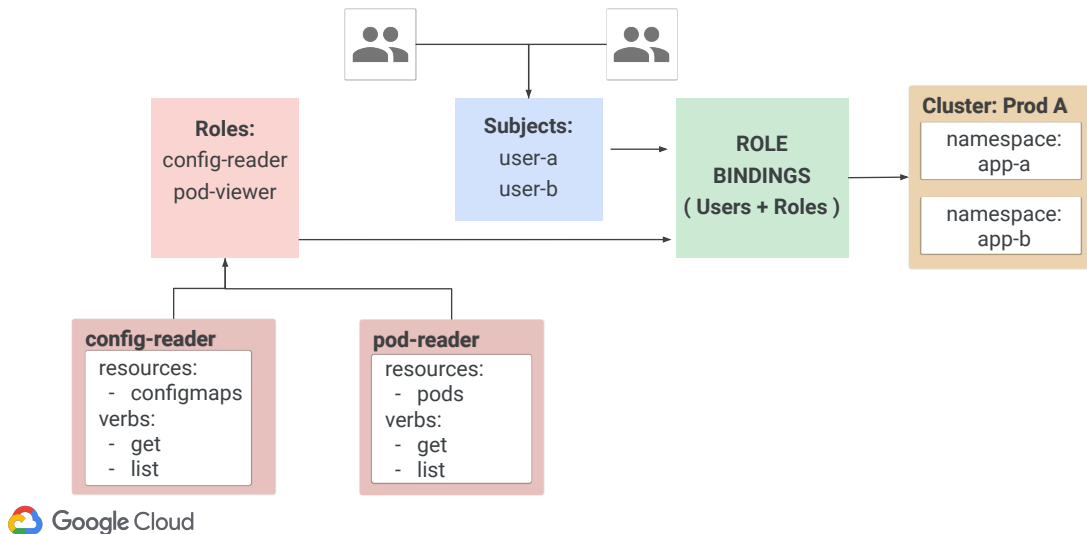 Roles:
config-reader
pod-viewer
Subjects:
user-a
user-b
ROLE
BINDINGS
( Users + Roles )
Cluster: Prod A
namespace:
app-a
namespace:
app-b
config-reader
resources:
- configmaps
verbs:
- get
- list
pod-reader
resources:
- pods
verbs:
- get
- list
Google Cloud